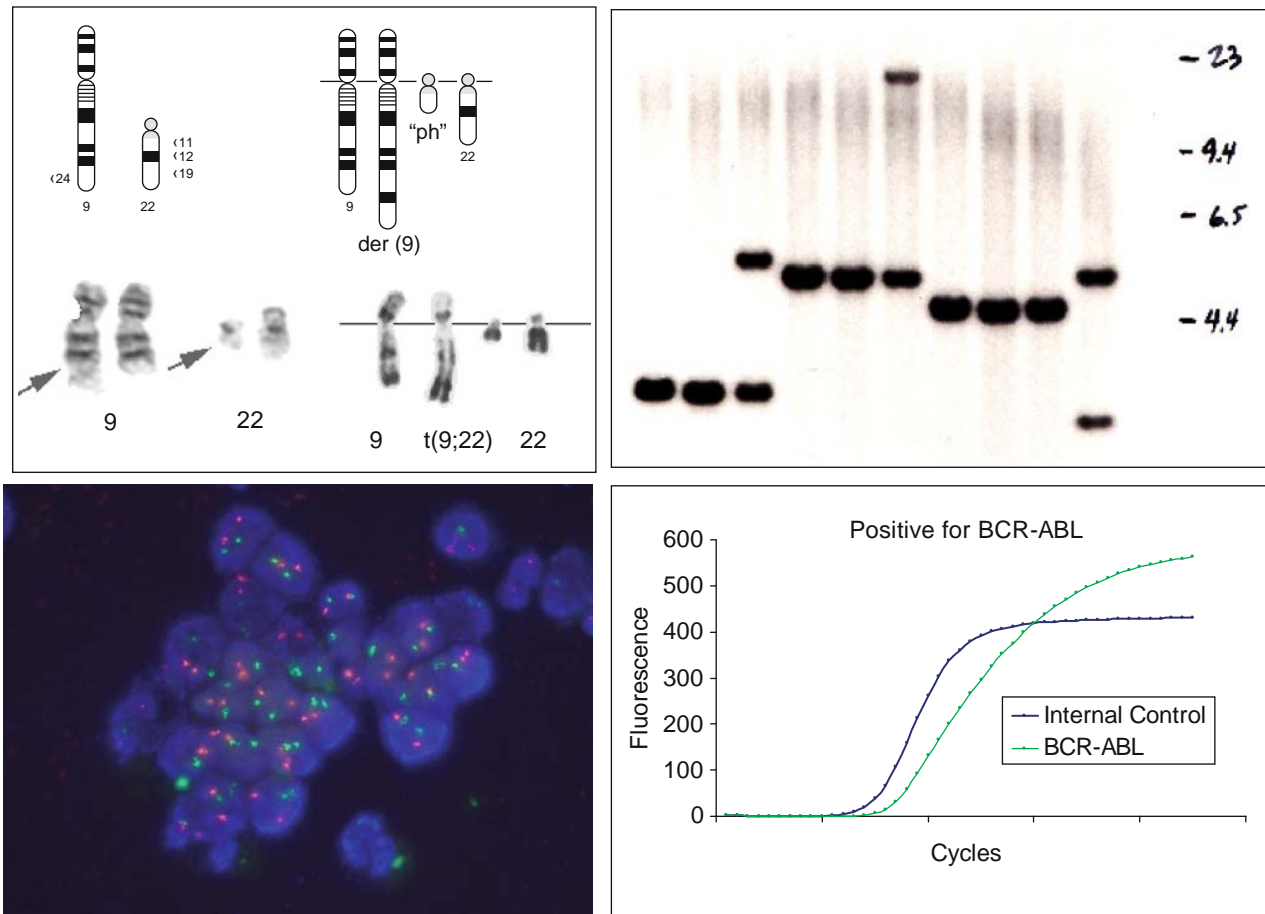 ‹11
‹12
‹19
‹24
9
22
"ph"
22
9
der (9)
9
22
9
t(9;22)
22
- 23
- 9.4
- 6.5
- 4.4
Positive for BCR-ABL
600
500
400
300
200
100
0
Fluorescence
Internal Control
BCR-ABL
Cycles